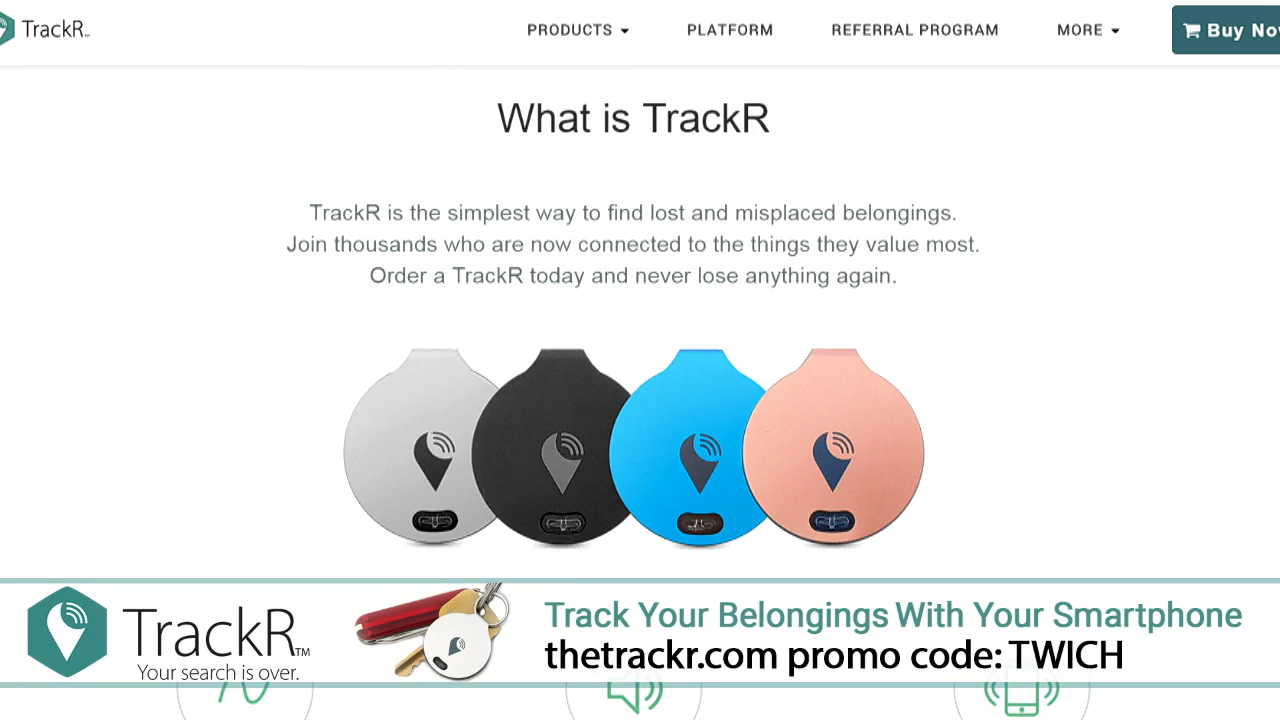 TrackR™
PRODUCTS
PLATFORM
REFERRAL PROGRAM
MORE
Buy No
What is TrackR
TrackR is the simplest way to find lost and misplaced belongings.
Join thousands who are now connected to the things they value most.
Order a TrackR today and never lose anything again.
TrackR™
Your search is over.
Track Your Belongings With Your Smartphone
thetrackr.com promo code: TWICH